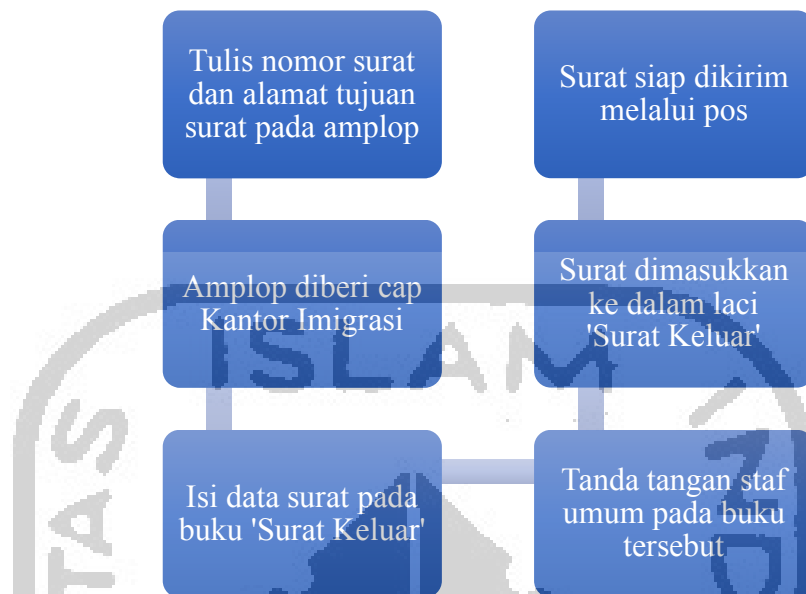 Tulis nomor surat
dan alamat tujuan
surat pada amplop
Amplop diberi cap
Kantor Imigrasi
Isi data surat pada
buku 'Surat Keluar'
Tanda tangan staf
umum pada buku
tersebut
Surat dimasukkan
ke dalam laci
'Surat Keluar'
Surat siap dikirim
melalui pos
ISLAM
TAS